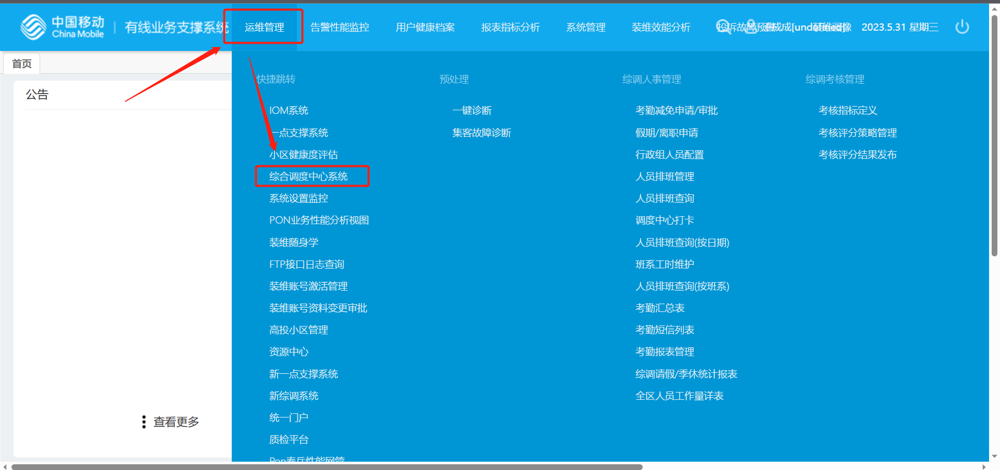 中国移动
China Mobile
有线业务支撑系统
运维管理
告警性能监控
用户健康档案
报表指标分析
系统管理
装维效能分析
2023.5.31 星期三
首页
公告
查看更多
快捷跳转
IOM系统
一点支撑系统
小区健康度评估
综合调度中心系统
系统设置监控
PON业务性能分析视图
装维随身学
FTP接口日志查询
装维账号激活管理
装维账号资料变更审批
高投小区管理
资源中心
新一点支撑系统
新综调系统
统一门户
质检平台
预处理
一键诊断
集客故障诊断
综调人事管理
考勤减免申请/审批
假期/离职申请
行政组人员配置
人员排班管理
人员排班查询
调度中心打卡
人员排班查询(按日期)
班系工时维护
人员排班查询(按班系)
考勤汇总表
考勤短信列表
考勤报表管理
综调请假/季休统计报表
全区人员工作量详表
综调考核管理
考核指标定义
考核评分策略管理
考核评分结果发布